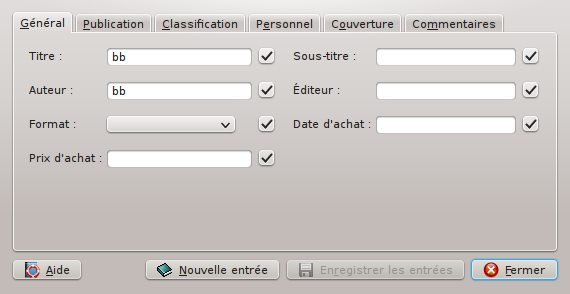 Général Publication Classification Personnel Couverture Commentaires
Titre : bb Sous-titre :
Auteur : bb Éditeur :
Format : Date d'achat :
Prix d'achat :
Aide Nouvelle entrée Enregistrer les entrées Fermer